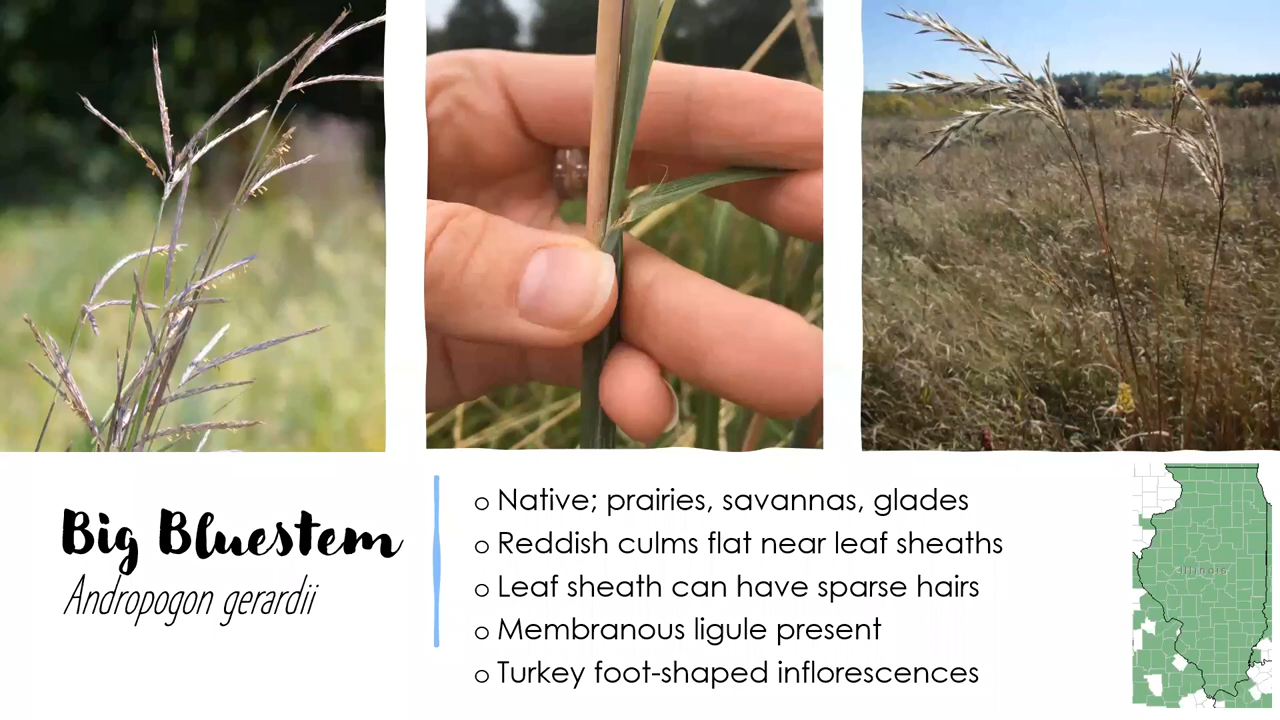 Big Bluestem
Andropogon gerardii
o Native; prairies, savannas, glades
o Reddish culms flat near leaf sheaths
o Leaf sheath can have sparse hairs
o Membranous ligule present
o Turkey foot-shaped inflorescences
Illinois